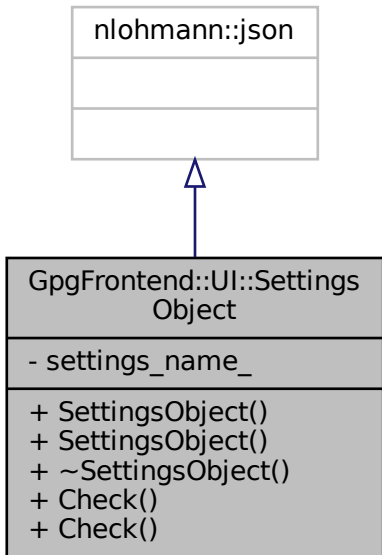 nlohmann::json
GpgFrontend::UI::Settings
Object
- settings_name_
+ SettingsObject()
+ SettingsObject()
+ ~SettingsObject()
+ Check()
+ Check()